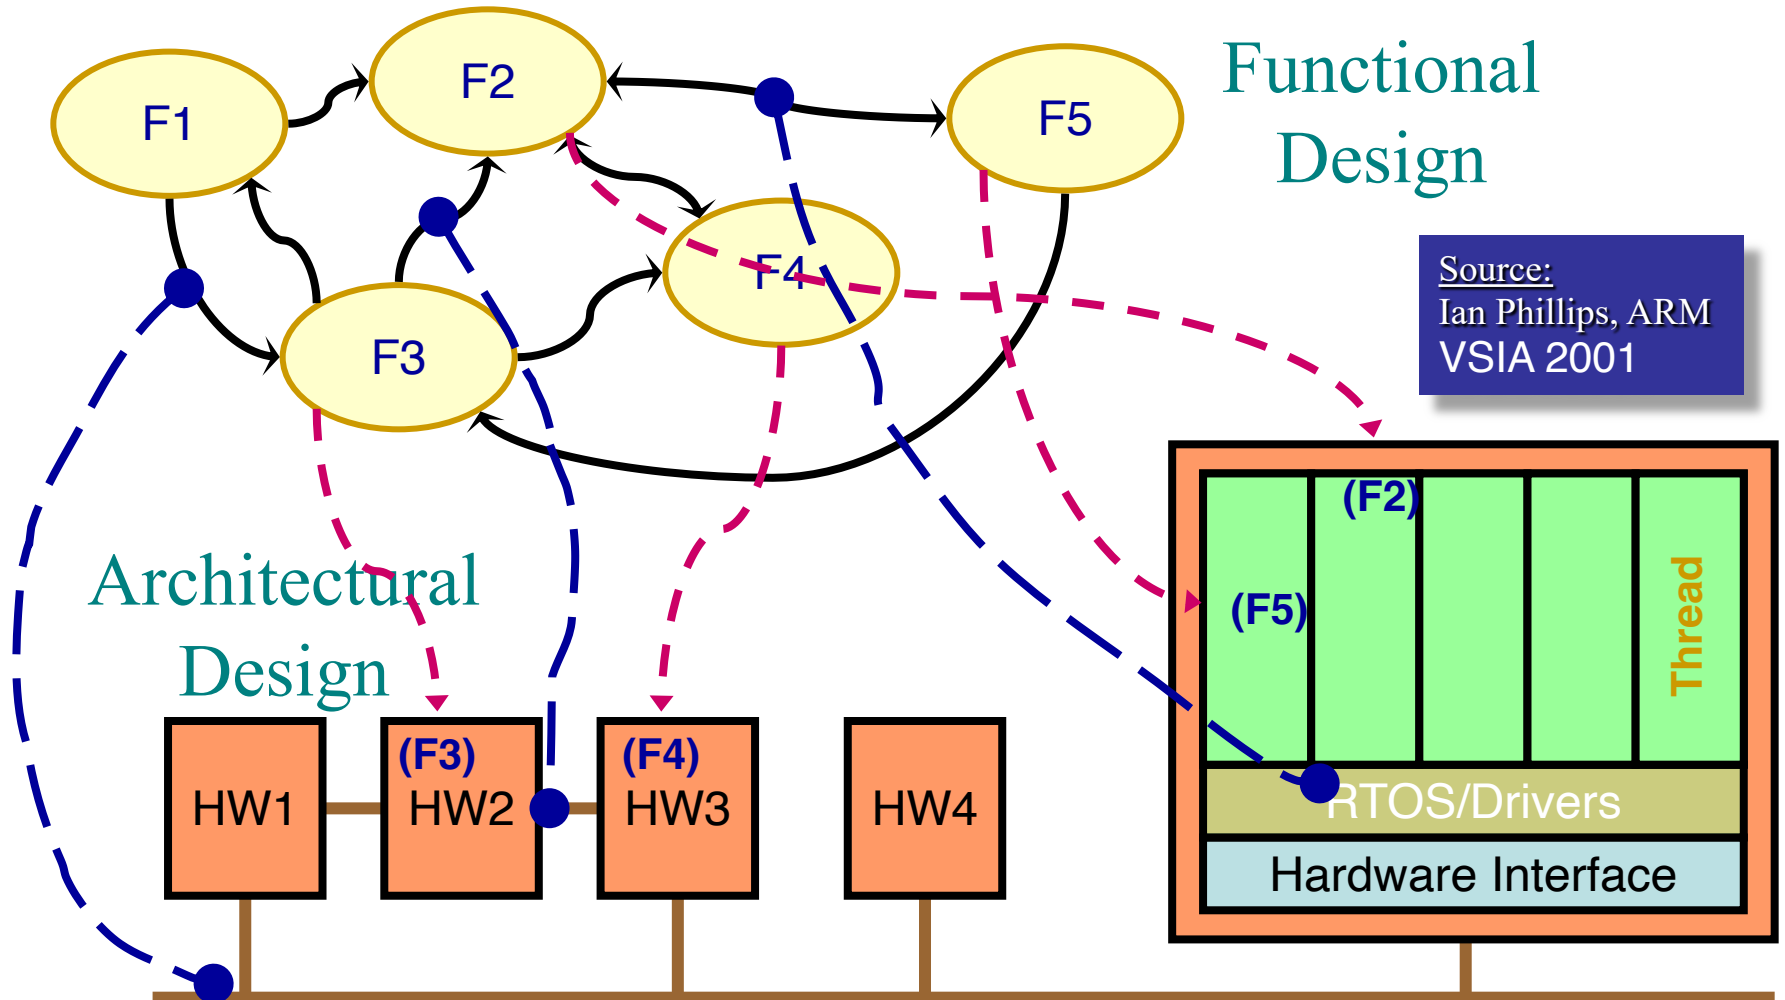 F1
F2
F5
Functional
Design
F4
F3
Source:
Ian Phillips, ARM
VSIA 2001
Architectural
Design
(F2)
(F5)
Thread
(F3)
(F4)
HW1
HW2
HW3
HW4
RTOS/Drivers
Hardware Interface